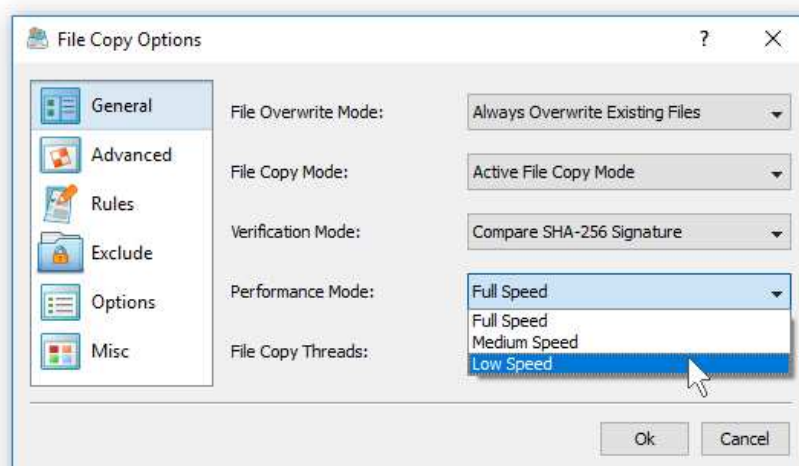 File Copy Options
?
General
Advanced
Rules
Exclude
Options
Misc
File Overwrite Mode: Always Overwrite Existing Files
File Copy Mode: Active File Copy Mode
Verification Mode: Compare SHA-256 Signature
Performance Mode: Full Speed
Full Speed
Medium Speed
Low Speed
File Copy Threads:
Ok Cancel